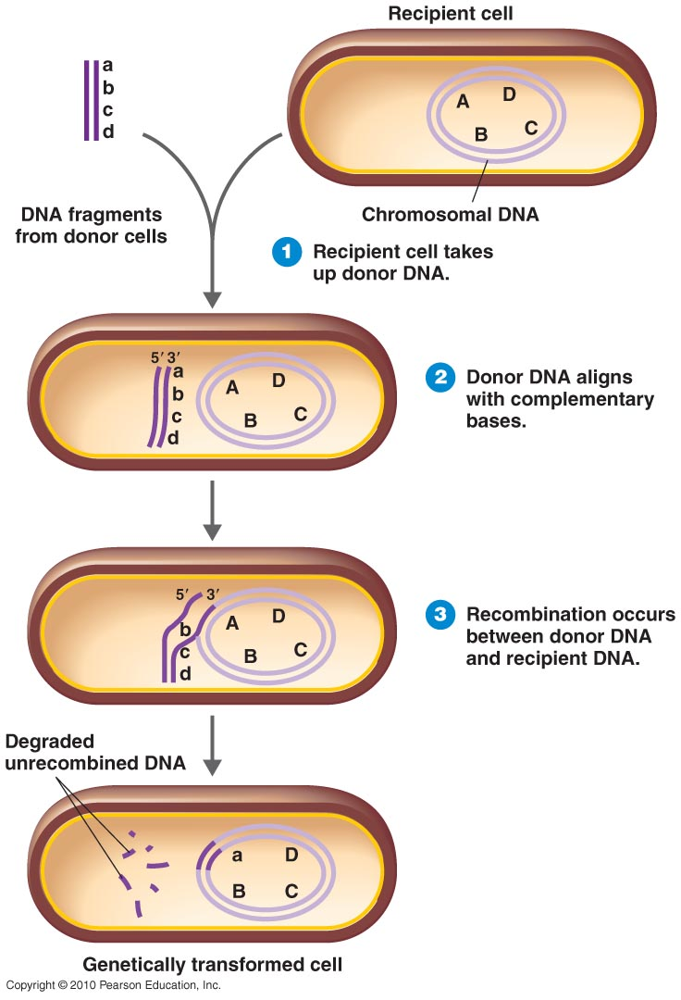 Recipient cell
a
b
c
d
A D
B C
Chromosomal DNA
DNA fragments
from donor cells
1 Recipient cell takes
up donor DNA.
5′ 3′
a
b
c
d
A D
B C
2 Donor DNA aligns
with complementary
bases.
5′ 3′
b
c
d
A D
B C
3 Recombination occurs
between donor DNA
and recipient DNA.
Degraded
unrecombined DNA
a D
B C
Genetically transformed cell
Copyright © 2010 Pearson Education, Inc.